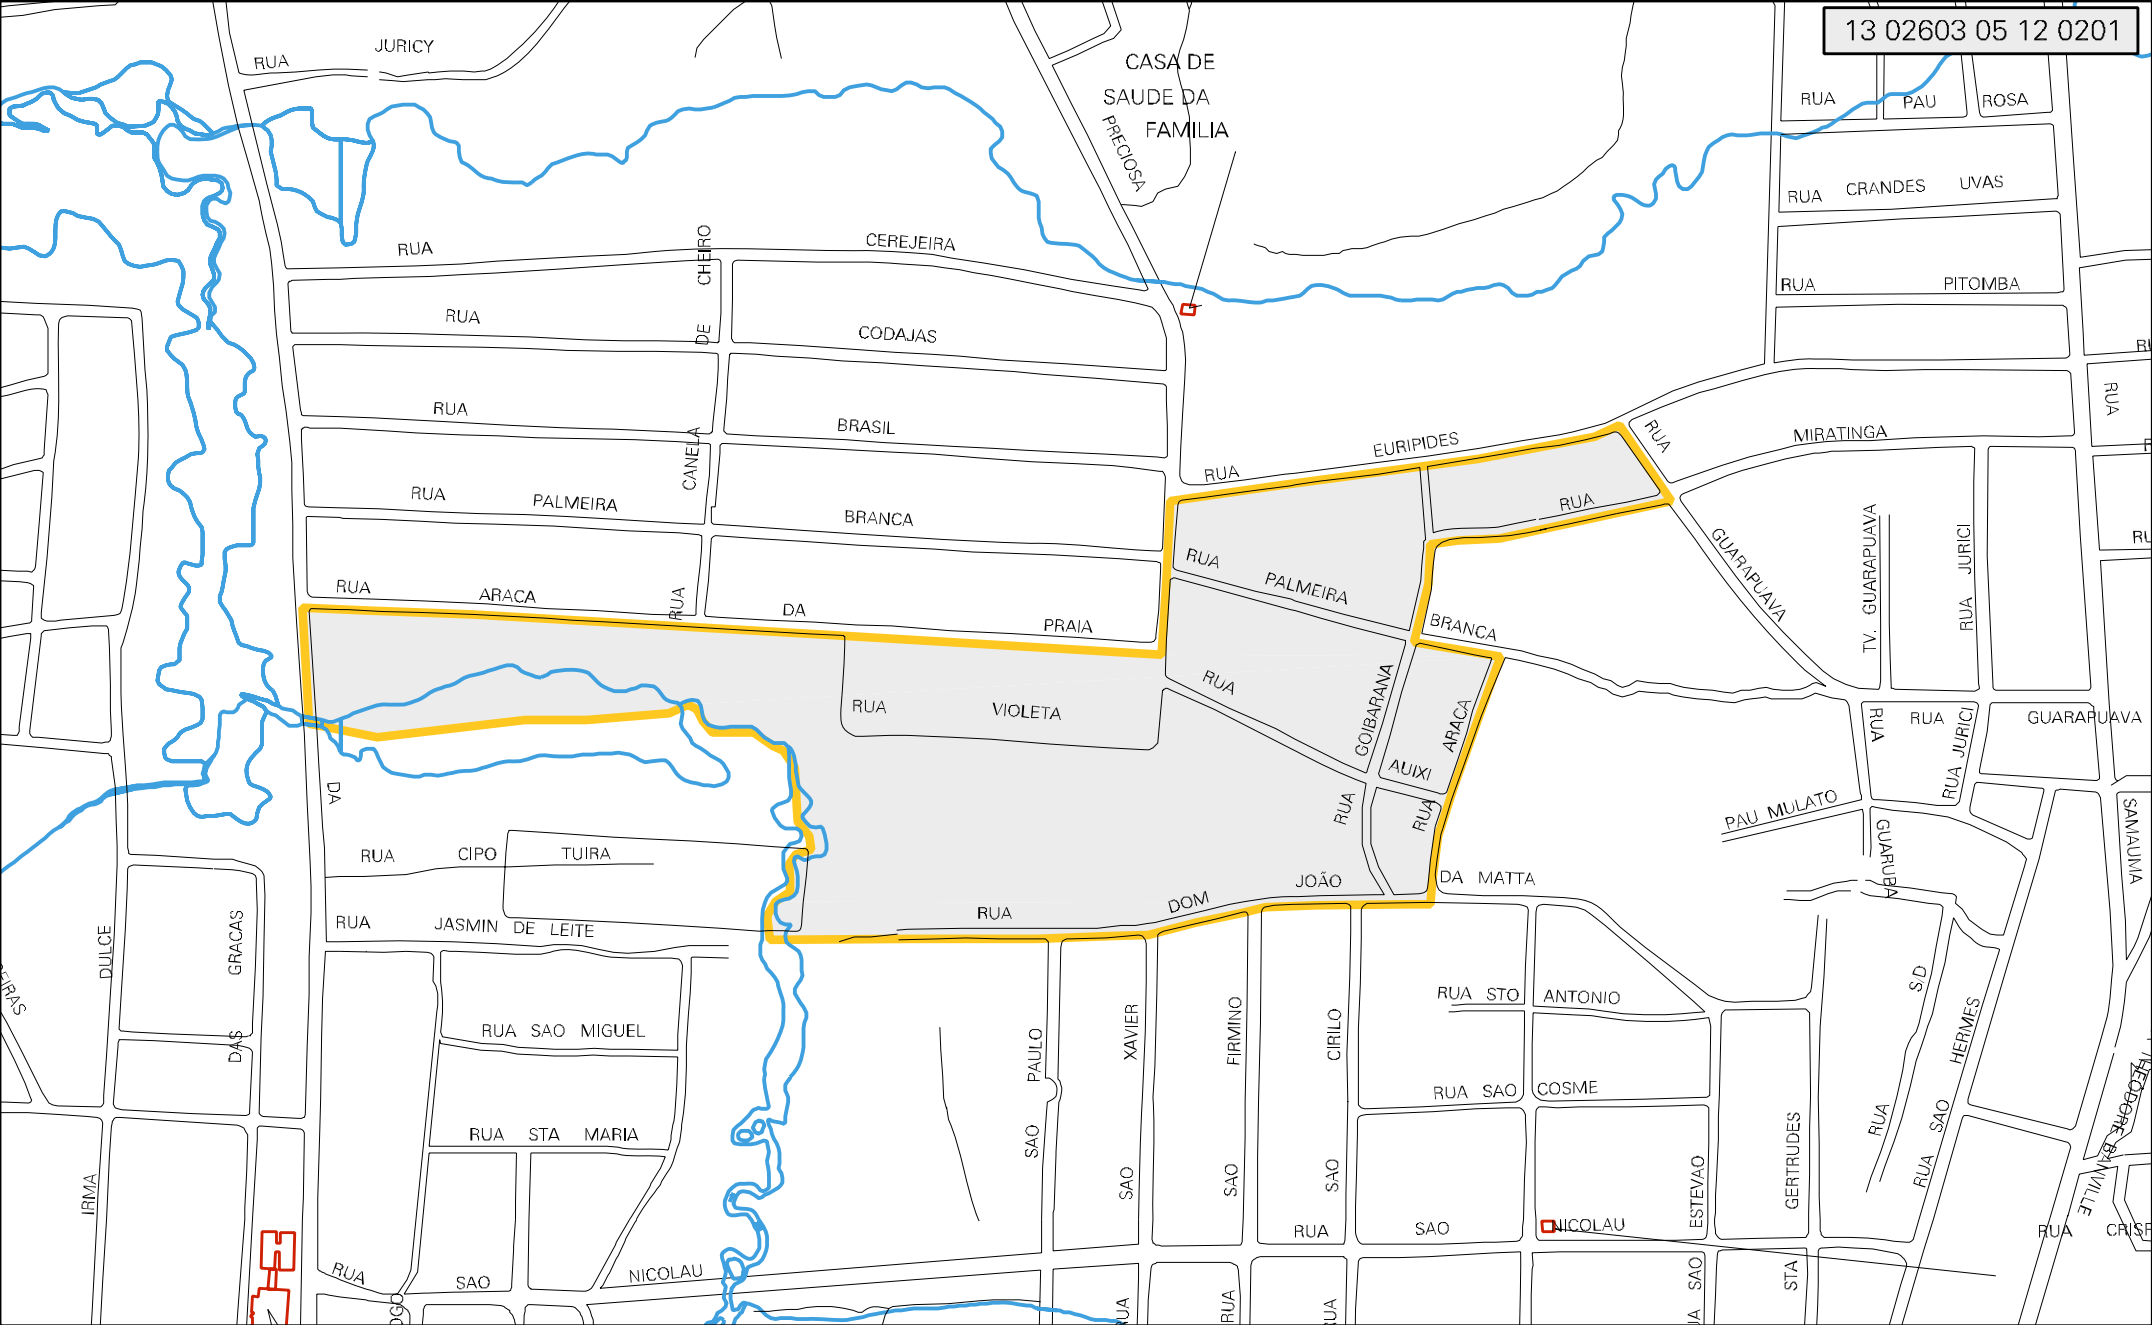 13 02603 05 12 0201
RUA JURICY
CASA DE
SAUDE DA
FAMILIA
PRECIOSA
RUA PAU ROSA
RUA CRANDES UVAS
RUA PITOMBA
RUA CEREJEIRA
RUA CODAJAS
RUA BRASIL
RUA PALMEIRA BRANCA
RUA ARACA DA PRAIA
RUA CANELA DE CHEIRO
RUA EURIPIDES
RUA MIRATINGA
RUA
RUA GUARAPUAVA
RUA PALMEIRA BRANCA
TV. GUARAPUAVA
RUA JURICI
RUA
RUA VIOLETA
RUA AUIXI
RUA GOIBARANA
RUA ARACA
RUA GUARAPUAVA
RUA JURICI
RUA GUARUBA
PAU MULATO
SAMAUMA
DA
RUA CIPO TUIRA
RUA JASMIN DE LEITE
RUA DOM JOÃO DA MATTA
IRMA DULCE
DAS GRACAS
RUA SAO MIGUEL
RUA STA MARIA
RUA STO ANTONIO
RUA SAO COSME
SAO PAULO
RUA SAO XAVIER
RUA SAO FIRMINO
SAO CIRILO
SAO ESTEVAO
STA GERTRUDES
RUA S.D
RUA SAO HERMES
THEODORE BANVILLE
RUA SAO NICOLAU
RUA SAO NICOLAU
RUA